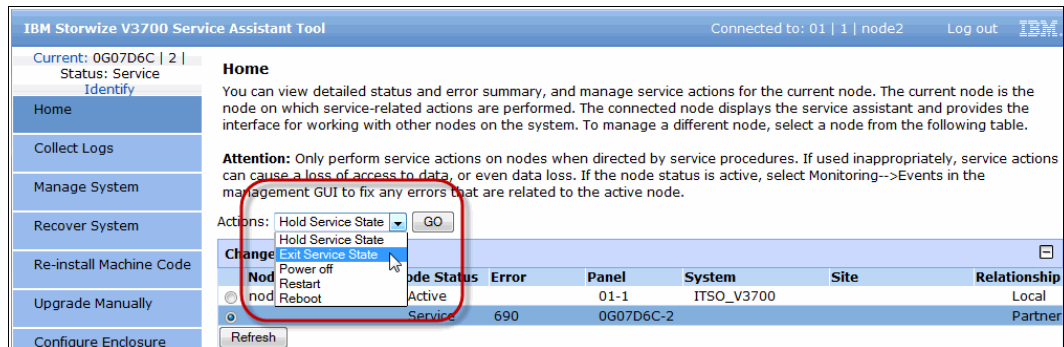 IBM Storwize V3700 Service Assistant Tool
Connected to: 01 | 1 | node2
Log out
IBM.
Current: 0G07D6C | 2 |
Status: Service
Identify
Home
Collect Logs
Manage System
Recover System
Re-install Machine Code
Upgrade Manually
Configure Enclosure
Home
You can view detailed status and error summary, and manage service actions for the current node. The current node is the
node on which service-related actions are performed. The connected node displays the service assistant and provides the
interface for working with other nodes on the system. To manage a different node, select a node from the following table.
Attention: Only perform service actions on nodes when directed by service procedures. If used inappropriately, service actions
can cause a loss of access to data, or even data loss. If the node status is active, select Monitoring-->Events in the
management GUI to fix any errors that are related to the active node.
Actions: Hold Service State GO
Hold Service State
Exit Service State
Power off
Restart
Reboot
Change
Nod ode Status Error Panel System Site Relationship
nod Active 01-1 ITSO_V3700 Local
Service 690 0G07D6C-2 Partner
Refresh